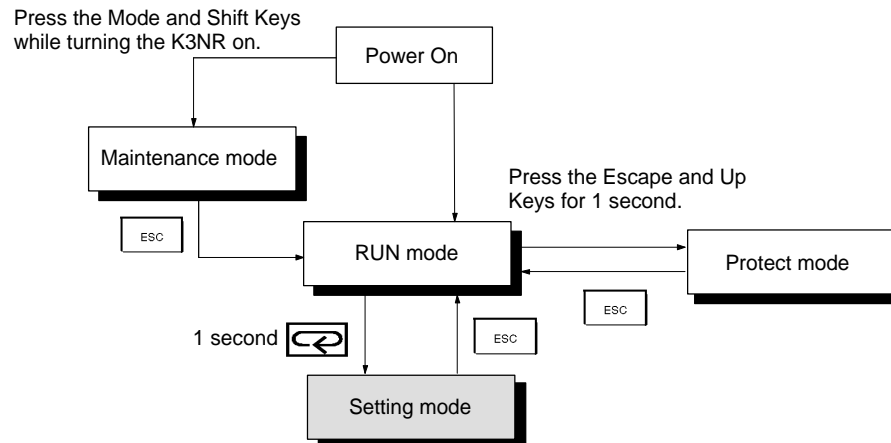 Press the Mode and Shift Keys
while turning the K3NR on.
Power On
Maintenance mode
Press the Escape and Up
Keys for 1 second.
ESC
RUN mode
Protect mode
ESC
1 second
ESC
Setting mode